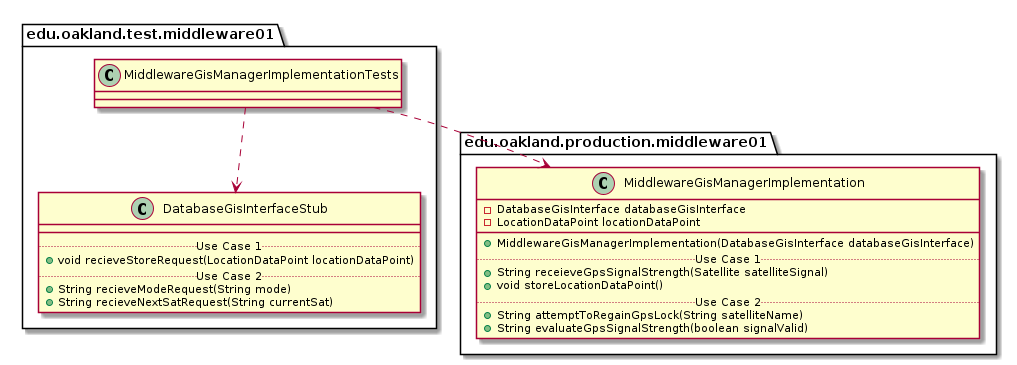 edu.oakland.test.middleware01
C MiddlewareGisManagerImplementationTests
C DatabaseGisInterfaceStub
Use Case 1
void recieveStoreRequest(LocationDataPoint locationDataPoint)
Use Case 2
String recieveModeRequest(String mode)
String recieveNextSatRequest(String currentSat)
edu.oakland.production.middleware01
C MiddlewareGisManagerImplementation
DatabaseGisInterface databaseGisInterface
LocationDataPoint locationDataPoint
MiddlewareGisManagerImplementation(DatabaseGisInterface databaseGisInterface)
Use Case 1
String receieveGpsSignalStrength(Satellite satelliteSignal)
void storeLocationDataPoint()
Use Case 2
String attemptToRegainGpsLock(String satelliteName)
String evaluateGpsSignalStrength(boolean signalValid)